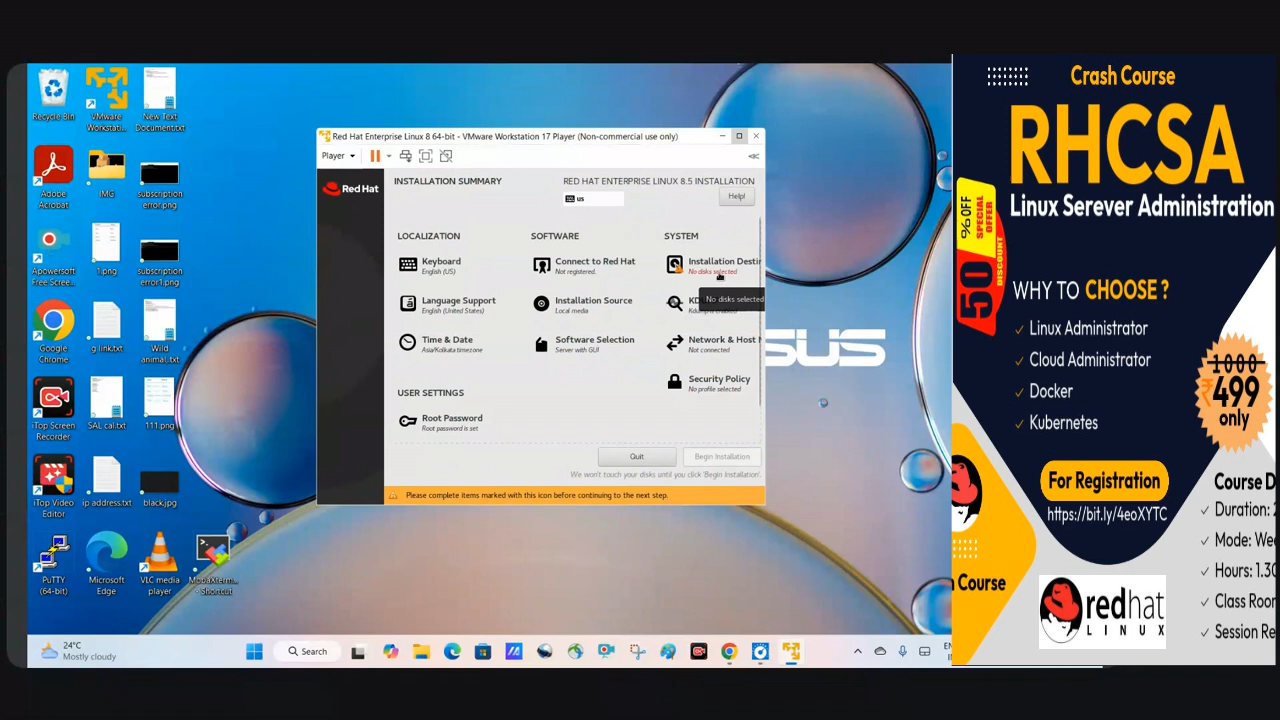 Recycle Bin
VMware
Workstati...
New Text
Document.txt
Adobe
Acrobat
IMG
subscription
error.png
Apowersoft
Free Screen...
1.png
subscription
error1.png
Google
Chrome
g link.txt
Wild
animal.txt
iTop Screen
Recorder
SAL cal.txt
111.png
iTop Video
Editor
ip address.txt
black.jpg
PuTTY
(64-bit)
Microsoft
Edge
VLC media
player
MobaXterm...
- Shortcut
Red Hat Enterprise Linux 8 64-bit - VMware Workstation 17 Player (Non-commercial use only)
Player
Red Hat
INSTALLATION SUMMARY
RED HAT ENTERPRISE LINUX 8.5 INSTALLATION
us
Help!
LOCALIZATION
Keyboard
English (US)
Language Support
English (United States)
Time & Date
Asia/Kolkata timezone
SOFTWARE
Connect to Red Hat
Not registered.
Installation Source
Local media
Software Selection
Server with GUI
SYSTEM
Installation Destin
No disks selected
No disks selected
Network & Host
Not connected
Security Policy
No profile selected
USER SETTINGS
Root Password
Root password is set
Quit
Begin Installation
We won't touch your disks until you click 'Begin Installation'.
Please complete items marked with this icon before continuing to the next step.
SUS
24°C
Mostly cloudy
Search
Crash Course
RHCSA
Linux Serever Administration
50 %OFF
SPECIAL OFFER
DISCOUNT
WHY TO CHOOSE ?
Linux Administrator
Cloud Administrator
Docker
Kubernetes
1000
₹499
only
For Registration
https://bit.ly/4eoXYTC
Course D
Duration:
Mode: We
Hours: 1.30
Class Roor
Session Re
Course
redhat
LINUX